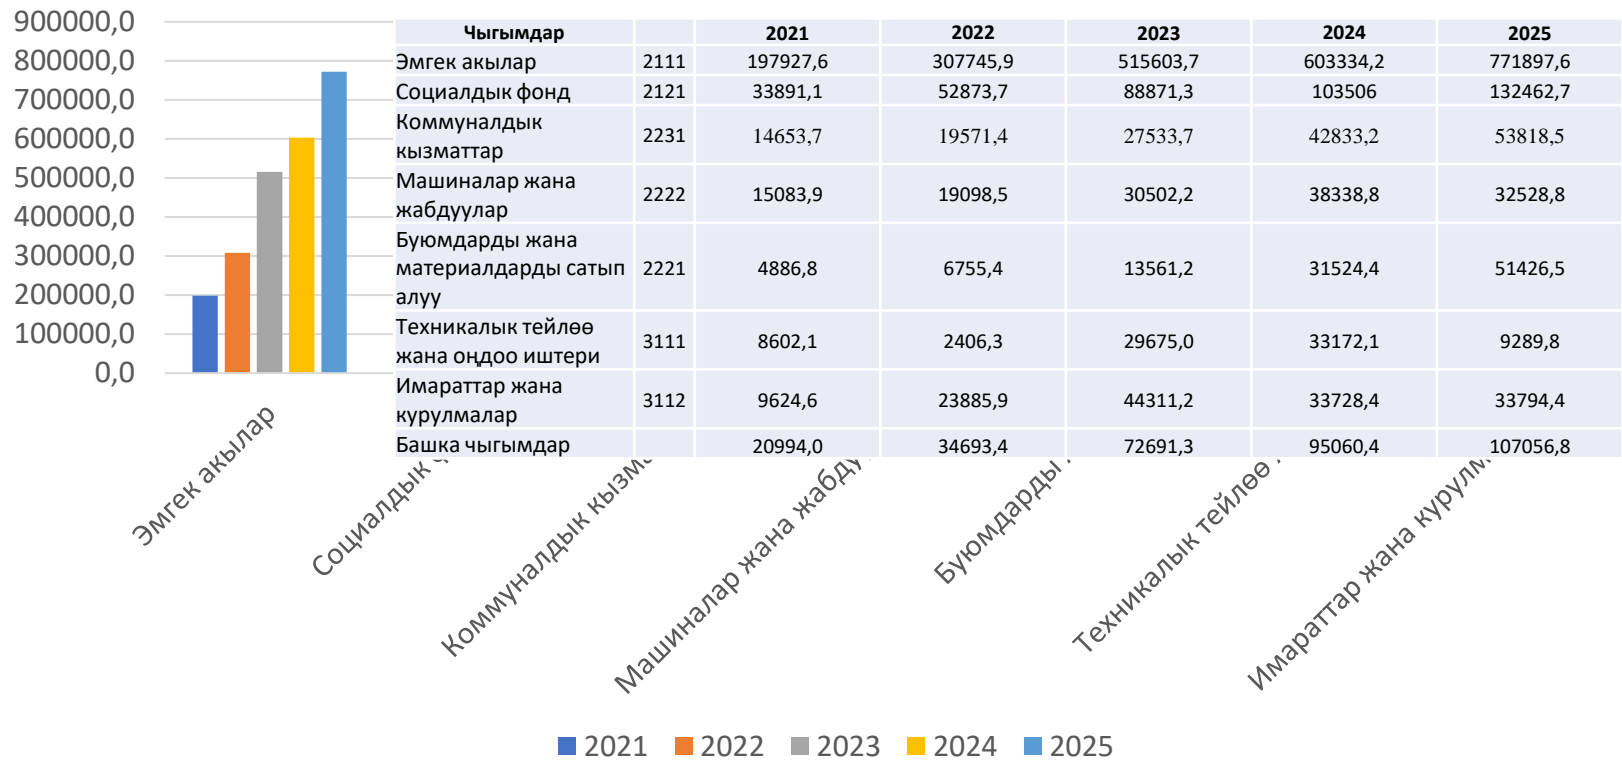 900000,0
800000,0
700000,0
600000,0
500000,0
400000,0
300000,0
200000,0
100000,0
0,0
Чыгымдар 2021 2022 2023 2024 2025
Эмгек акылар 2111 197927,6 307745,9 515603,7 603334,2 771897,6
Социалдык фонд 2121 33891,1 52873,7 88871,3 103506 132462,7
Коммуналдык
кызматтар 2231 14653,7 19571,4 27533,7 42833,2 53818,5
Машиналар жана
жабдуулар 2222 15083,9 19098,5 30502,2 38338,8 32528,8
Буюмдарды жана
материалдарды сатып 2221 4886,8 6755,4 13561,2 31524,4 51426,5
алуу
Техникалык тейлөө
жана оңдоо иштери 3111 8602,1 2406,3 29675,0 33172,1 9289,8
Имараттар жана
курулмалар 3112 9624,6 23885,9 44311,2 33728,4 33794,4
Башка чыгымдар 20994,0 34693,4 72691,3 95060,4 107056,8
Эмгек акылар
Социалдык
Коммуналдык кызма
Машиналар жана жабду
Буюмдарды
Техникалык тейлөө
Имараттар жана курулм
2021 2022 2023 2024 2025